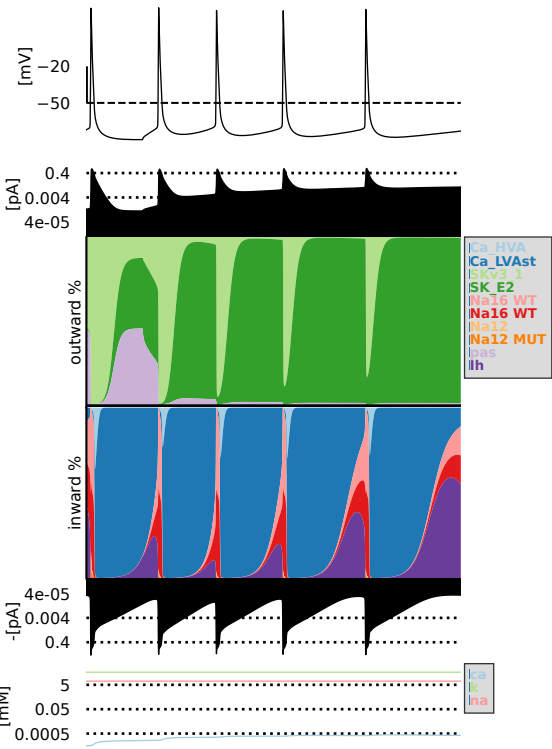 [mV]
−20
−50
[pA]
0.4
0.004
4e-05
outward %
Ca_HVA
Ca_LVAst
SKv3_1
SK_E2
Na16 WT
Na16 WT
Na12
Na12 MUT
pas
Ih
inward %
-[pA]
4e-05
0.004
0.4
[mM]
5
0.05
0.0005
ca
k
na